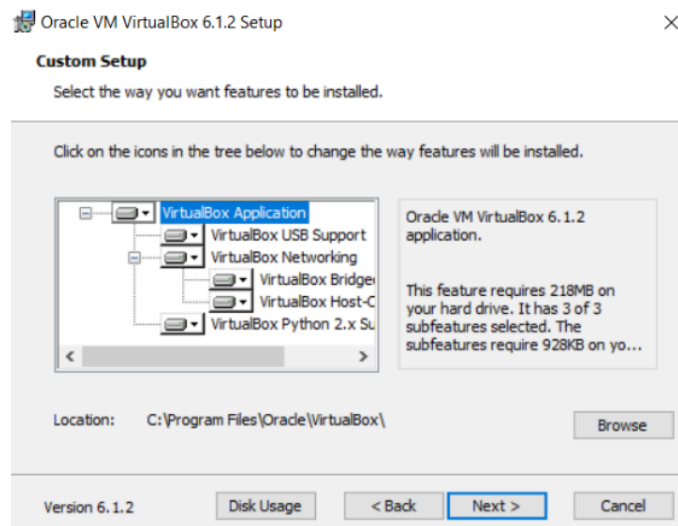 Oracle VM VirtualBox 6.1.2 Setup
Custom Setup
Select the way you want features to be installed.
Click on the icons in the tree below to change the way features will be installed.
VirtualBox Application
VirtualBox USB Support
VirtualBox Networking
VirtualBox Bridge
VirtualBox Host-C
VirtualBox Python 2.x Su
Oracle VM VirtualBox 6.1.2
application.
This feature requires 218MB on
your hard drive. It has 3 of 3
subfeatures selected. The
subfeatures require 928KB on yo...
Location: C:\Program Files\Oracle\VirtualBox\
Browse
Version 6.1.2
Disk Usage
< Back
Next >
Cancel